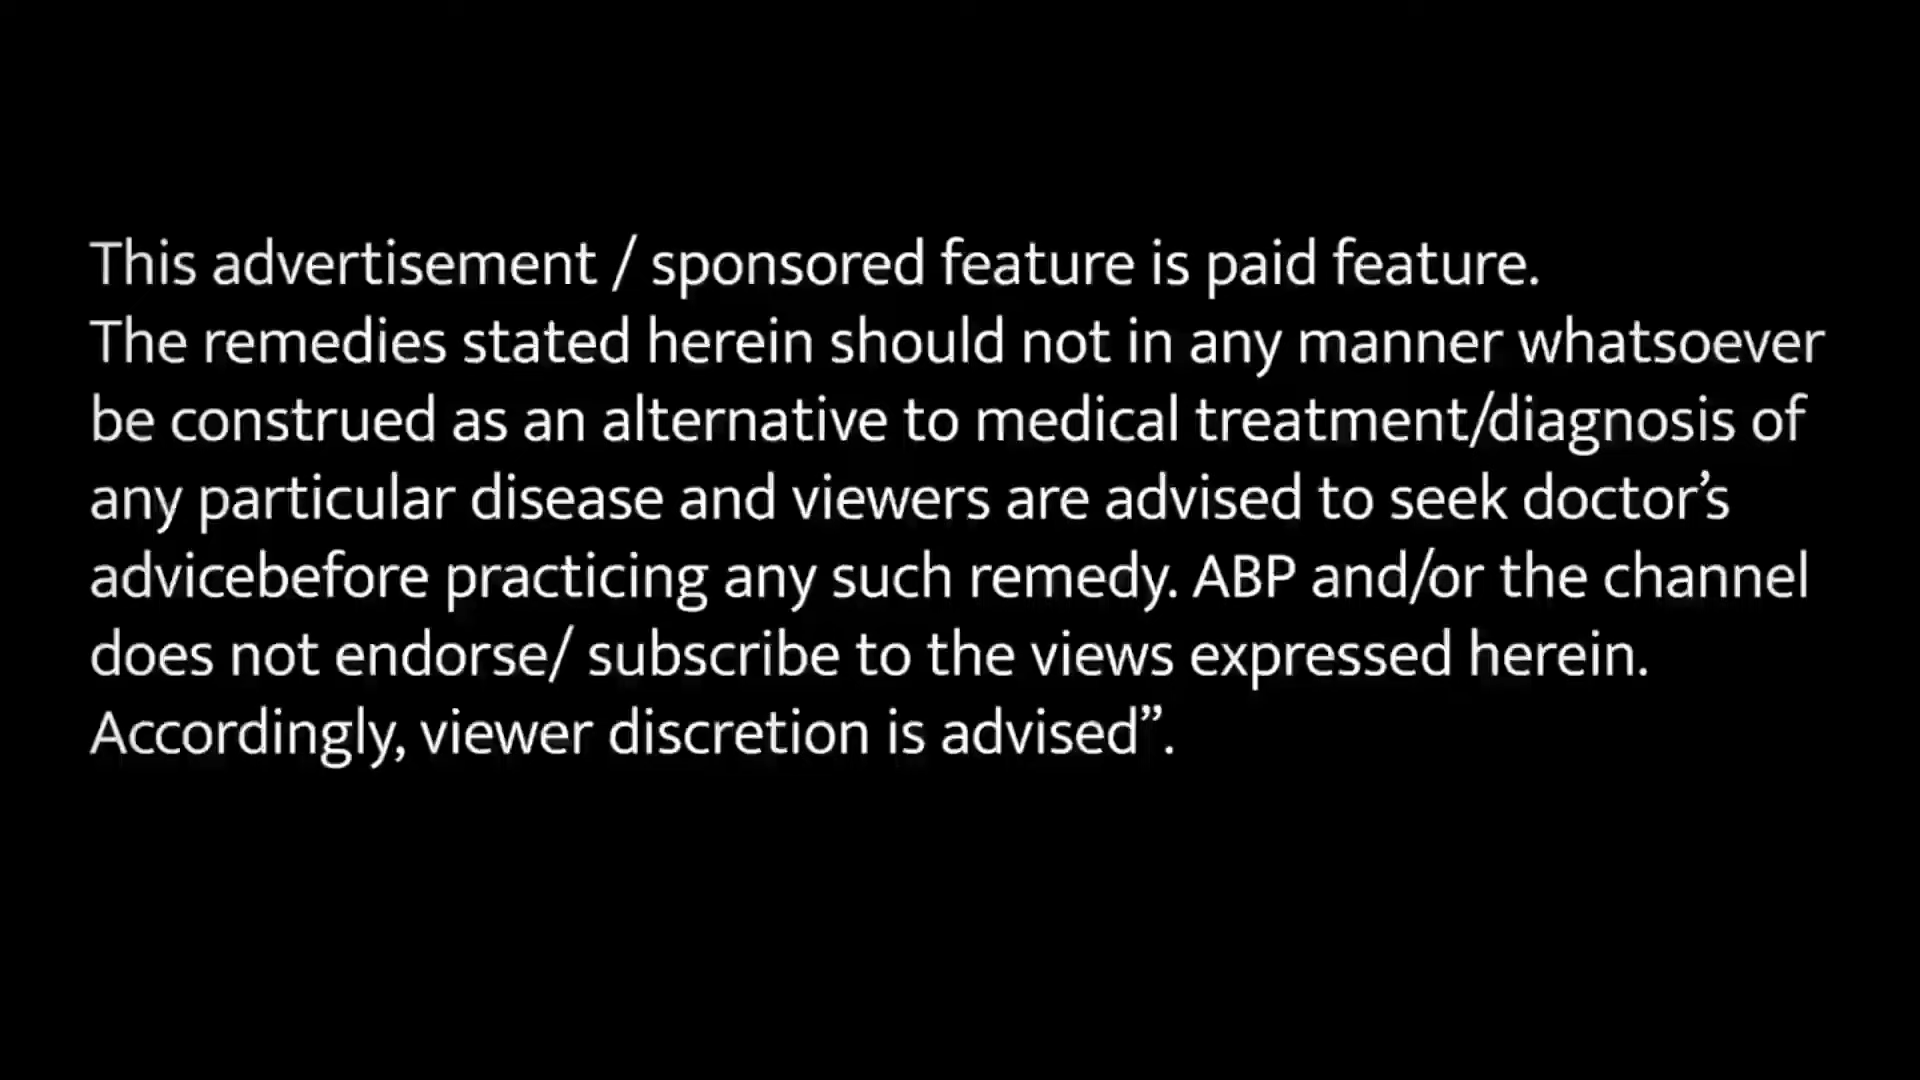 This advertisement / sponsored feature is paid feature.
The remedies stated herein should not in any manner whatsoever
be construed as an alternative to medical treatment/diagnosis of
any particular disease and viewers are advised to seek doctor’s
advicebefore practicing any such remedy. ABP and/or the channel
does not endorse/ subscribe to the views expressed herein.
Accordingly, viewer discretion is advised”.